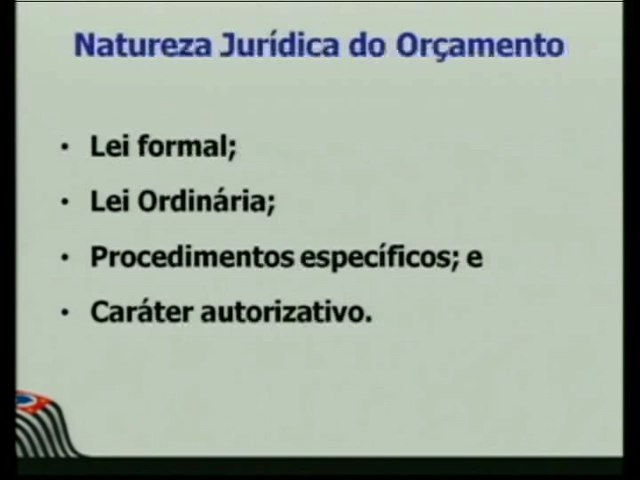 Natureza Jurídica do Orçamento
• Lei formal;
• Lei Ordinária;
• Procedimentos específicos; e
• Caráter autorizativo.